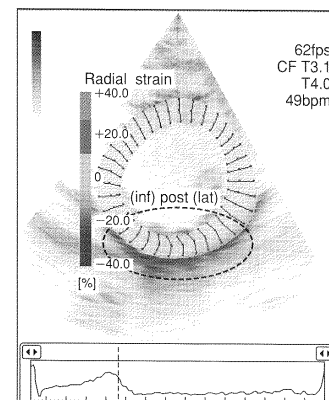 62fps
CF T3.1
T4.0
49bpm
Radial strain
+40.0
+20.0
0
(inf) post (lat)
−20.0
−40.0
[%]